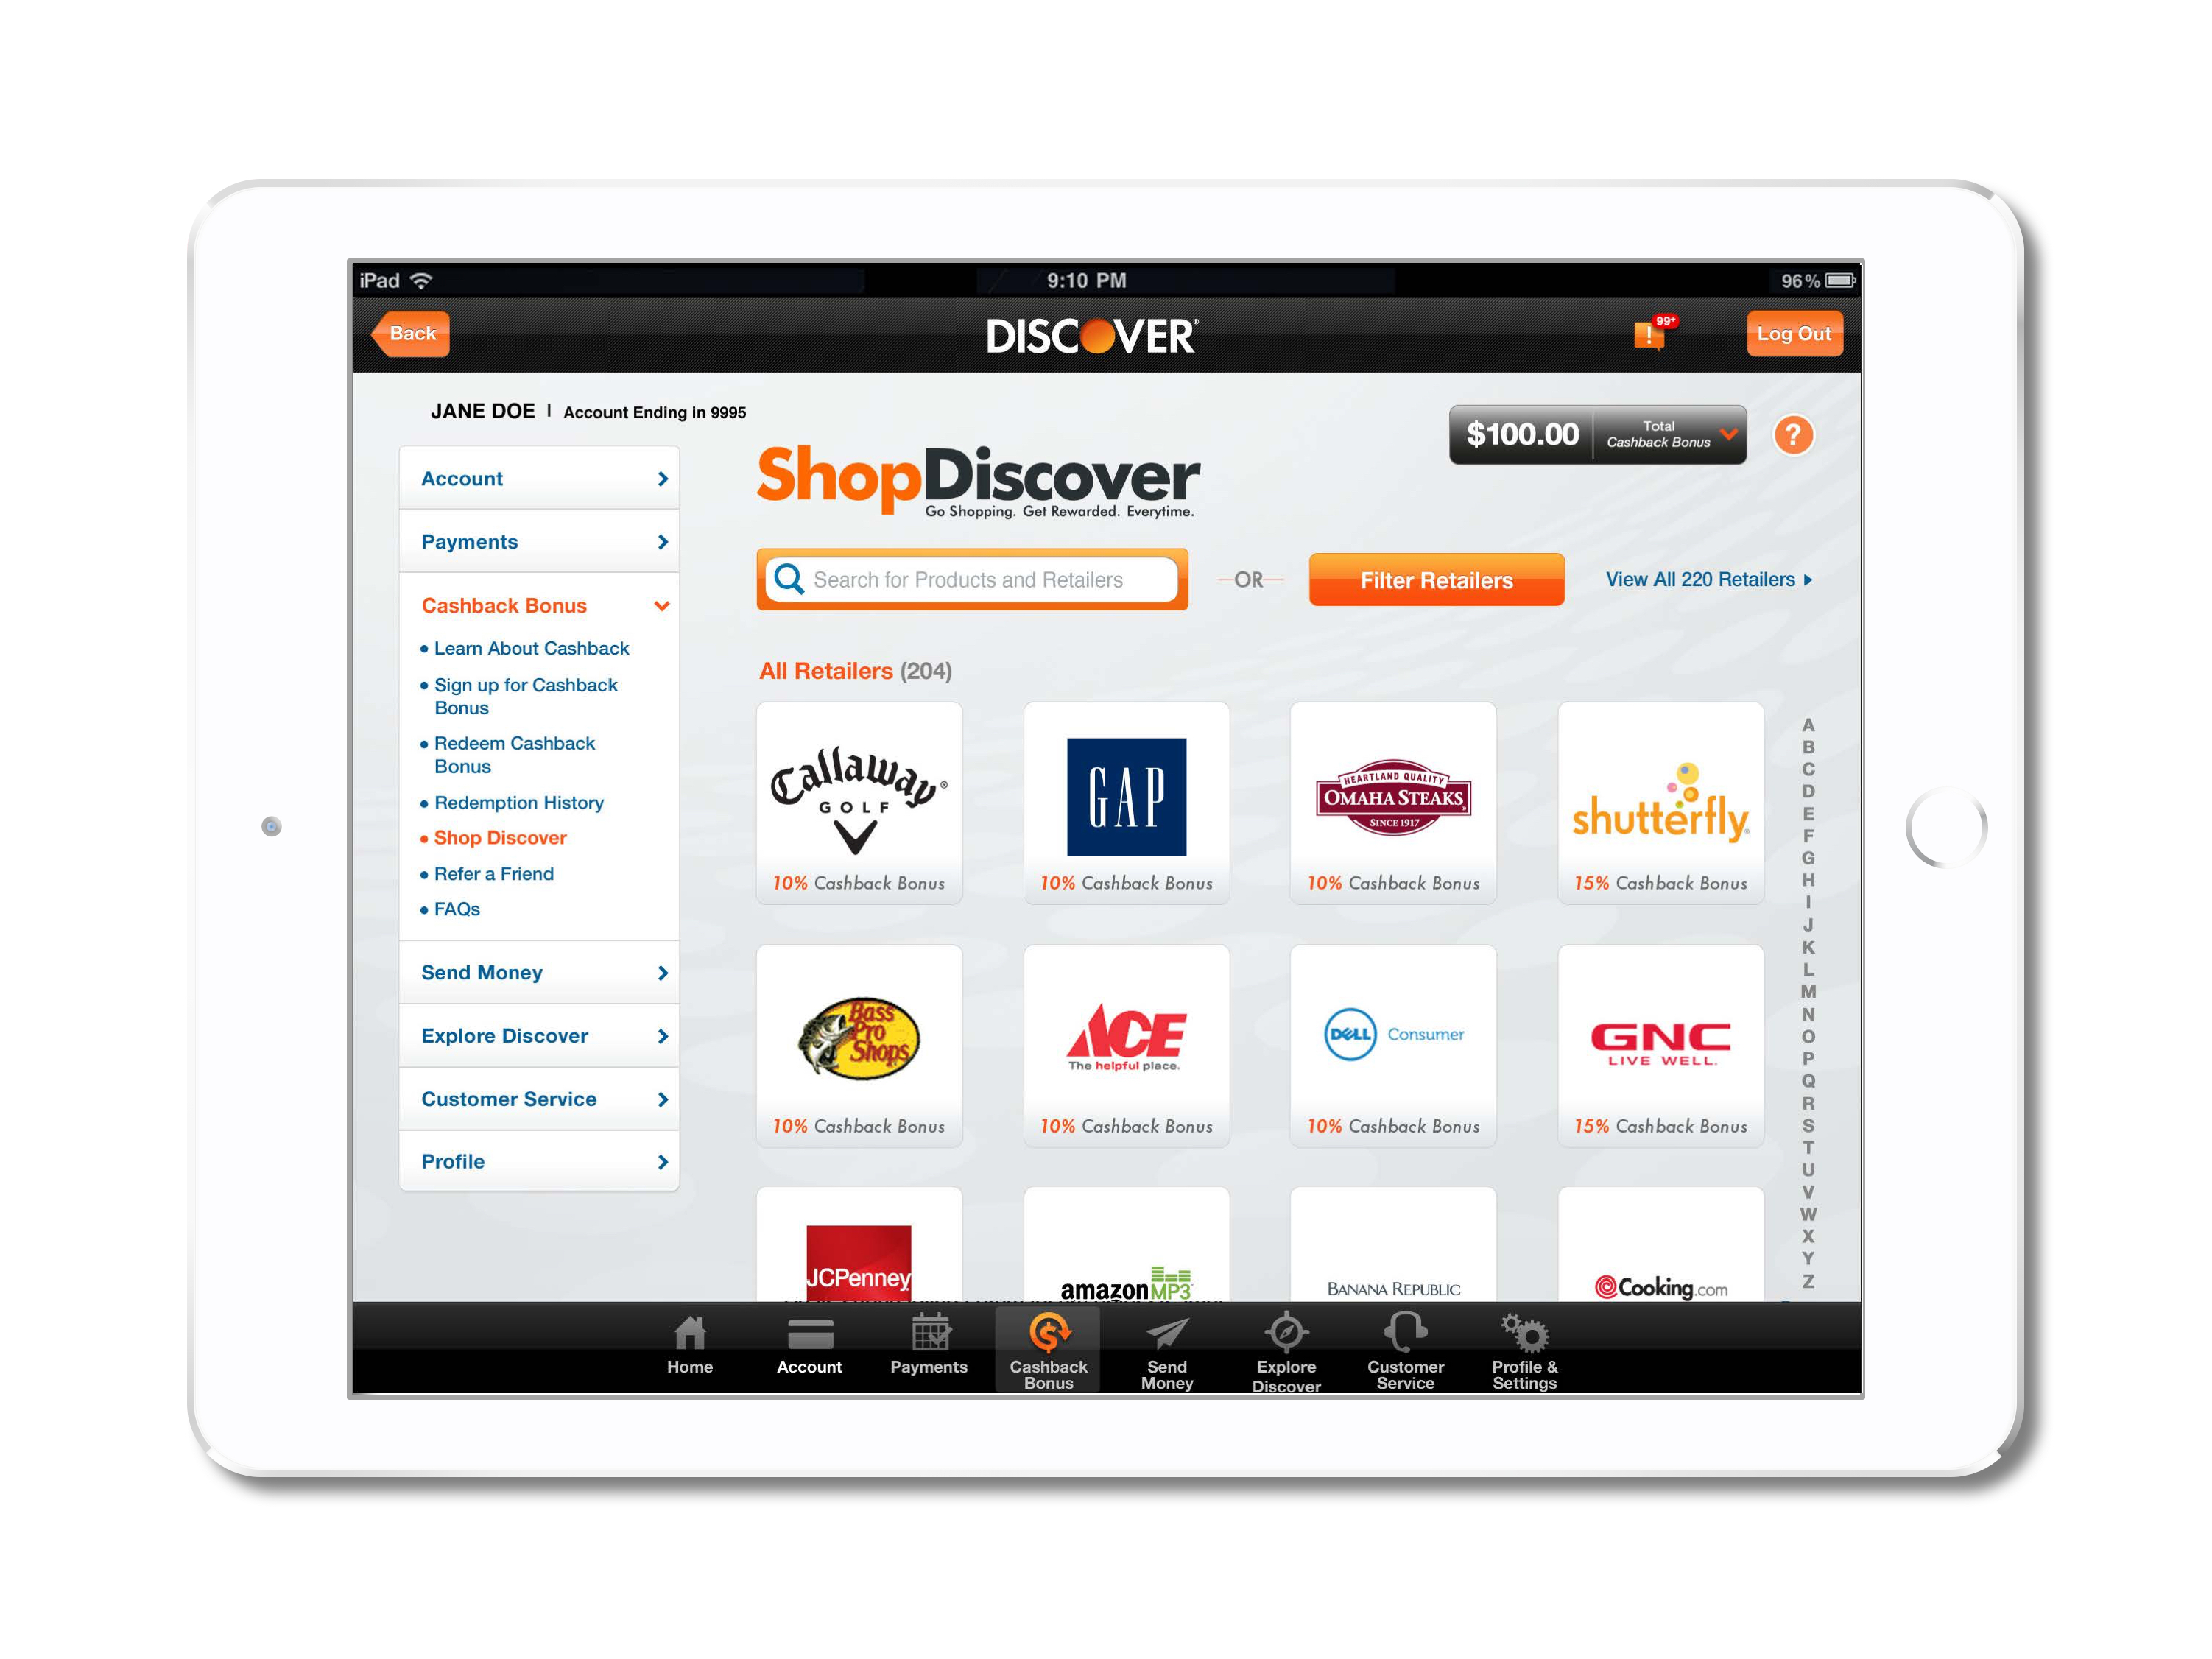 iPad
9:10 PM
96%
Back
DISCOVER®
!
99+
Log Out
JANE DOE | Account Ending in 9995
$100.00
Total
Cashback Bonus
?
Account
Payments
Cashback Bonus
• Learn About Cashback
• Sign up for Cashback
Bonus
• Redeem Cashback
Bonus
• Redemption History
• Shop Discover
• Refer a Friend
• FAQs
Send Money
Explore Discover
Customer Service
Profile
ShopDiscover
Go Shopping. Get Rewarded. Everytime.
Search for Products and Retailers
OR
Filter Retailers
View All 220 Retailers
All Retailers (204)
Callaway®
GOLF
10% Cashback Bonus
GAP
10% Cashback Bonus
HEARTLAND QUALITY
OMAHA STEAKS
SINCE 1917
10% Cashback Bonus
shutterfly
15% Cashback Bonus
Bass
Pro
Shops
10% Cashback Bonus
ACE
The helpful place.
10% Cashback Bonus
DELL Consumer
10% Cashback Bonus
GNC
LIVE WELL.
15% Cashback Bonus
JCPenney
amazonMP3
BANANA REPUBLIC
Cooking.com
A
B
C
D
E
F
G
H
I
J
K
L
M
N
O
P
Q
R
S
T
U
V
W
X
Y
Z
Home
Account
Payments
Cashback
Bonus
Send
Money
Explore
Discover
Customer
Service
Profile &
Settings